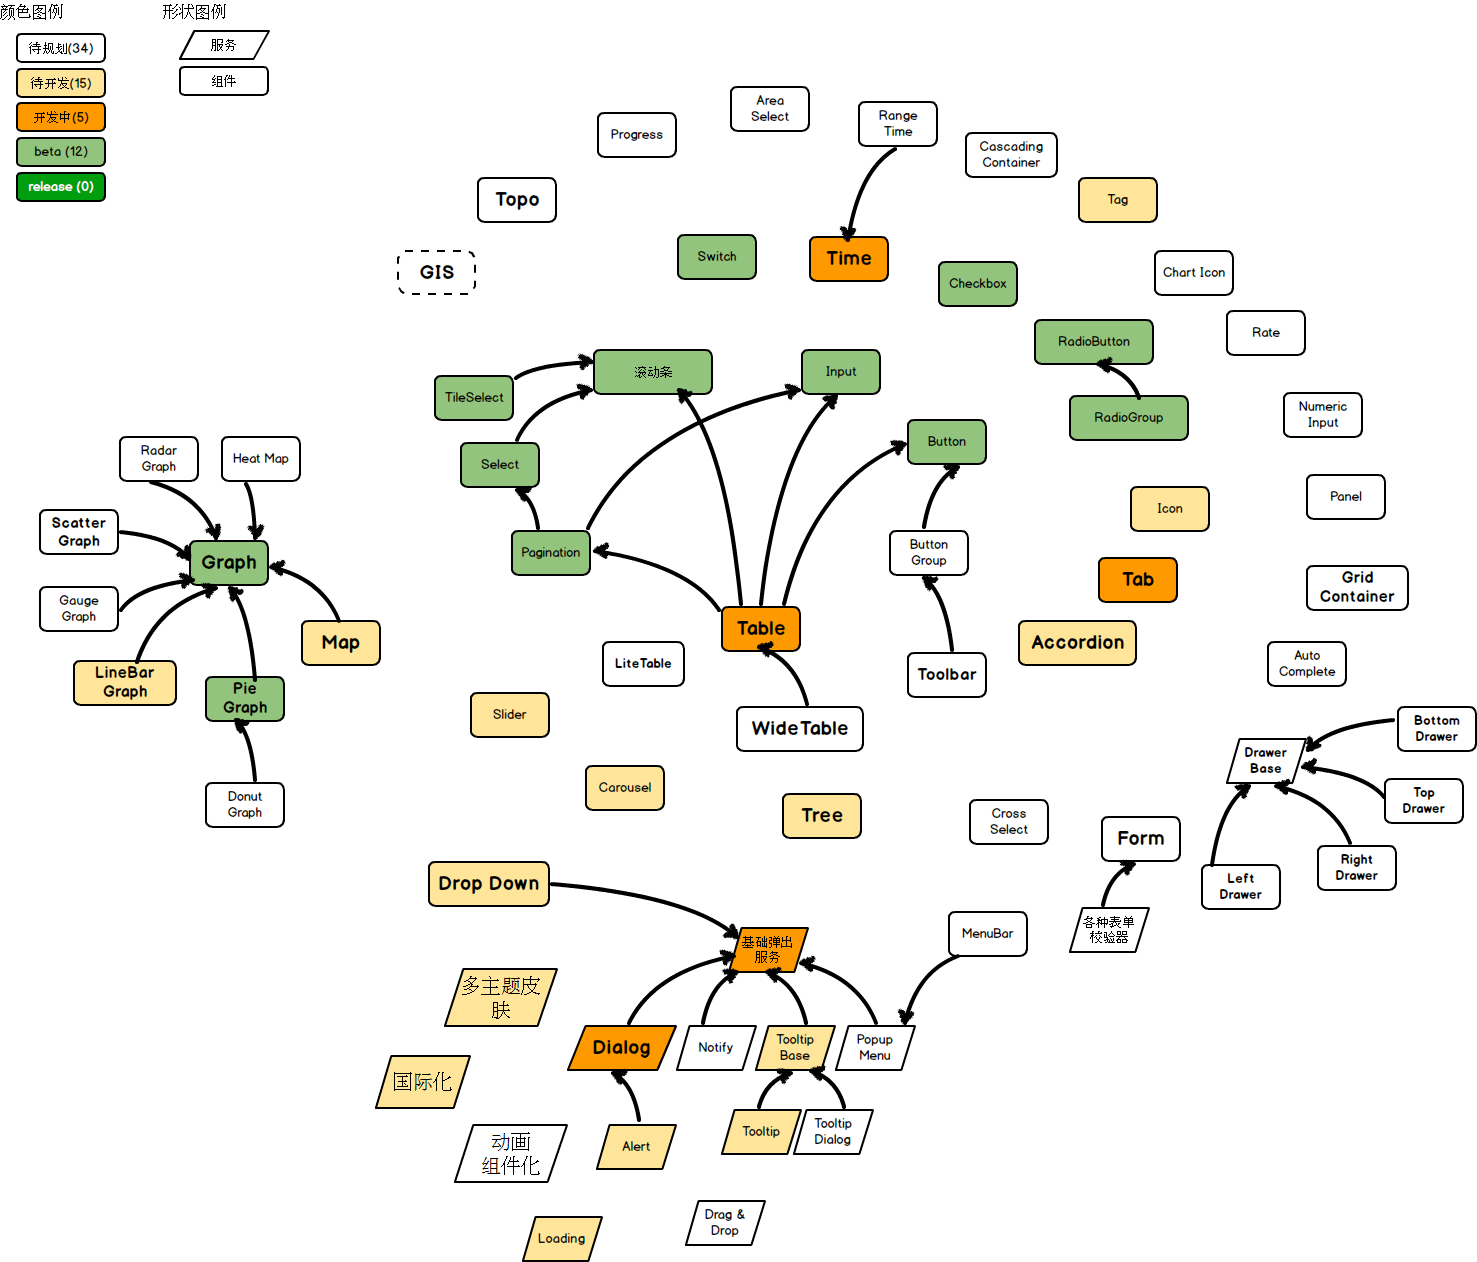 颜色图例
形状图例
待规划(34)
待开发(15)
开发中(5)
beta (12)
release (0)
服务
组件
Area
Select
Progress
Range
Time
Cascading
Container
Topo
Tag
Switch
Time
GIS
Checkbox
Chart Icon
RadioButton
Rate
滚动条
Input
TileSelect
RadioGroup
Numeric
Input
Radar
Graph
Heat Map
Select
Button
Panel
Icon
Scatter
Graph
Graph
Pagination
Button
Group
Tab
Grid
Container
Gauge
Graph
Map
Table
Accordion
LiteTable
Toolbar
Auto
Complete
LineBar
Graph
Pie
Graph
Slider
WideTable
Bottom
Drawer
Drawer
Base
Carousel
Donut
Graph
Tree
Cross
Select
Form
Top
Drawer
Right
Drawer
Left
Drawer
Drop Down
各种表单
校验器
MenuBar
基础弹出
服务
多主题皮
肤
Dialog
Notify
Tooltip
Base
Popup
Menu
国际化
动画
组件化
Alert
Tooltip
Tooltip
Dialog
Loading
Drag &
Drop